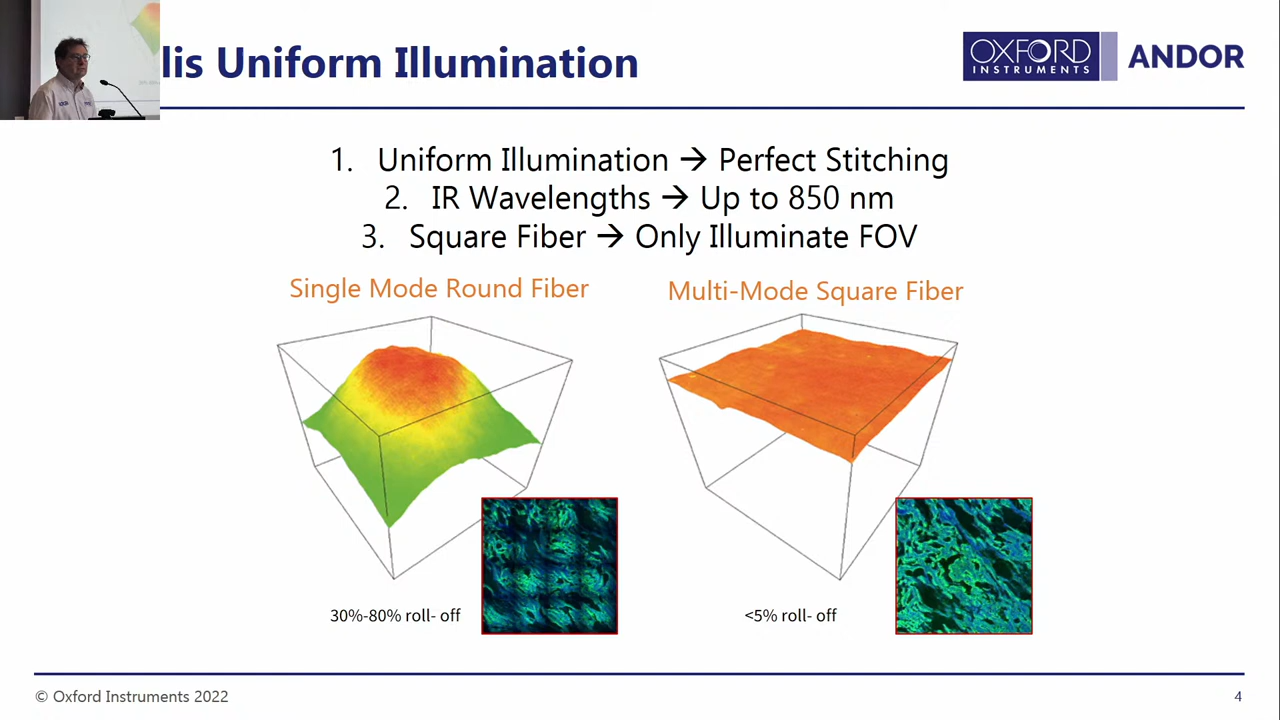 lis Uniform Illumination
OXFORD
INSTRUMENTS
ANDOR
1. Uniform Illumination → Perfect Stitching
2. IR Wavelengths → Up to 850 nm
3. Square Fiber → Only Illuminate FOV
Single Mode Round Fiber
Multi-Mode Square Fiber
30%-80% roll- off
<5% roll- off
© Oxford Instruments 2022
4